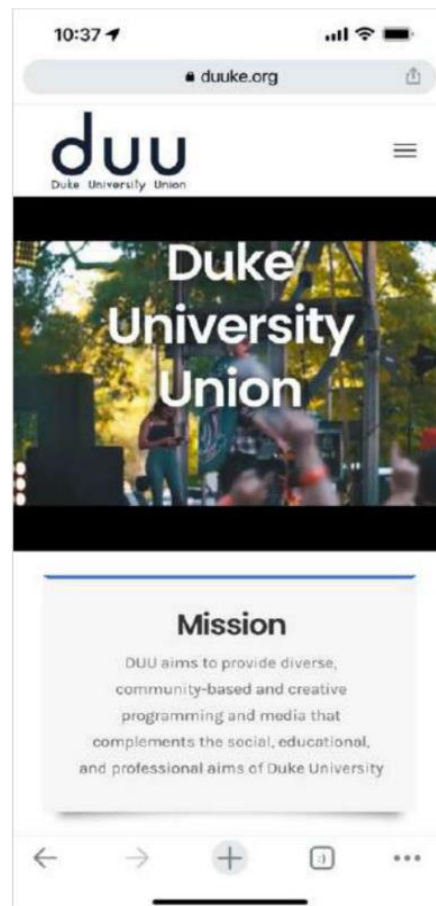 10:37
duuke.org
duu
Duke University Union
Duke
University
Union
Mission
DUU aims to provide diverse,
community-based and creative
programming and media that
complements the social, educational,
and professional aims of Duke University
:)